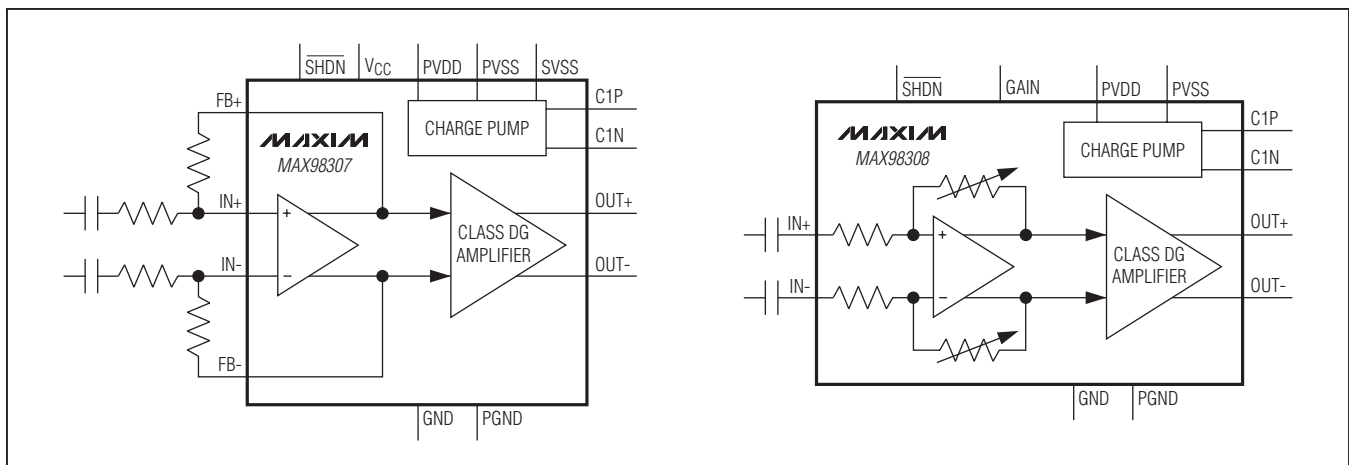 SHDN
VCC
PVDD
PVSS
SVSS
FB+
C1P
CHARGE PUMP
C1N
MAXIM
MAX98307
IN+
+
OUT+
CLASS DG
AMPLIFIER
IN-
–
OUT-
FB-
GND
PGND
SHDN
GAIN
PVDD
PVSS
C1P
MAXIM
MAX98308
CHARGE PUMP
C1N
IN+
+
OUT+
CLASS DG
AMPLIFIER
IN-
–
OUT-
GND
PGND